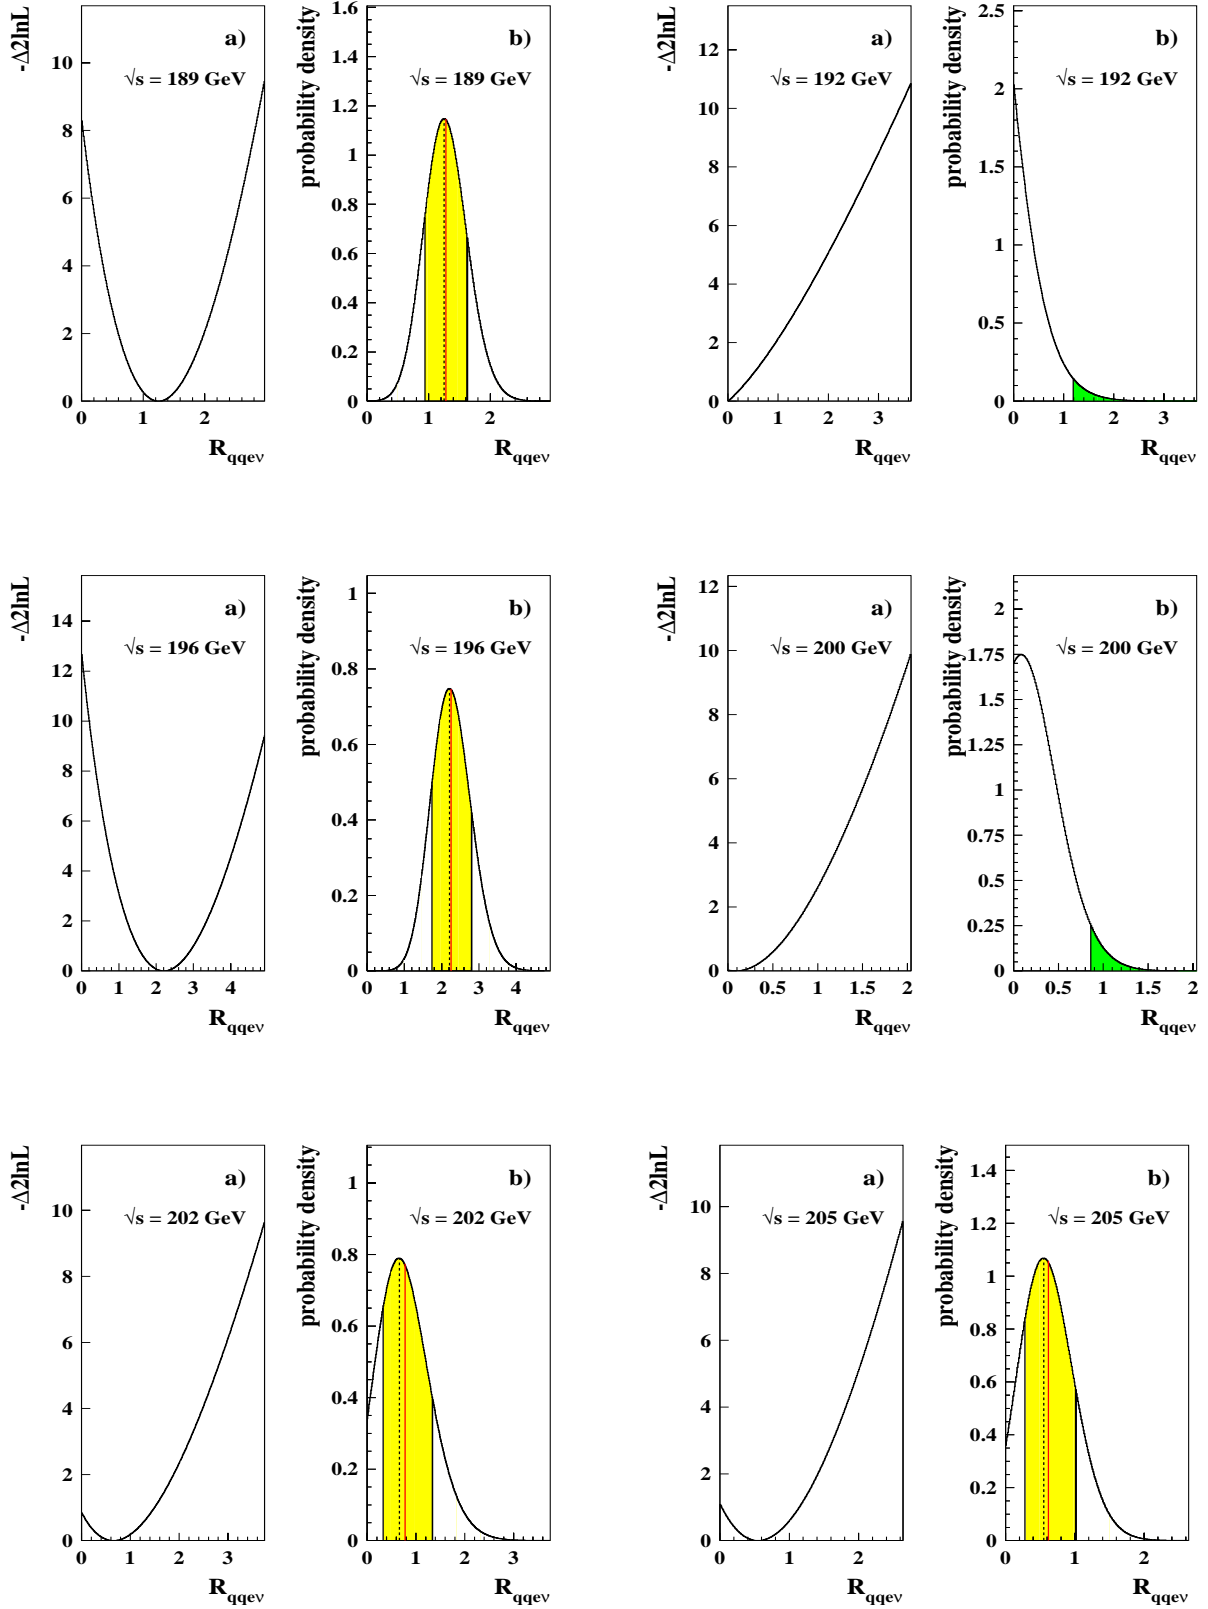 -Δ2lnL
a)
√s = 189 GeV
10
8
6
4
2
0
0 1 2
R_qqeν
probability density
b)
√s = 189 GeV
1.6
1.4
1.2
1
0.8
0.6
0.4
0.2
0
0 1 2
R_qqeν
-Δ2lnL
a)
√s = 192 GeV
12
10
8
6
4
2
0
0 1 2 3
R_qqeν
probability density
b)
√s = 192 GeV
2.5
2
1.5
1
0.5
0
0 1 2 3
R_qqeν
-Δ2lnL
a)
√s = 196 GeV
14
12
10
8
6
4
2
0
0 1 2 3 4
R_qqeν
probability density
b)
√s = 196 GeV
1
0.8
0.6
0.4
0.2
0
0 1 2 3 4
R_qqeν
-Δ2lnL
a)
√s = 200 GeV
12
10
8
6
4
2
0
0 0.5 1 1.5 2
R_qqeν
probability density
b)
√s = 200 GeV
2
1.75
1.5
1.25
1
0.75
0.5
0.25
0
0 0.5 1 1.5 2
R_qqeν
-Δ2lnL
a)
√s = 202 GeV
10
8
6
4
2
0
0 1 2 3
R_qqeν
probability density
b)
√s = 202 GeV
1
0.8
0.6
0.4
0.2
0
0 1 2 3
R_qqeν
-Δ2lnL
a)
√s = 205 GeV
10
8
6
4
2
0
0 1 2
R_qqeν
probability density
b)
√s = 205 GeV
1.4
1.2
1
0.8
0.6
0.4
0.2
0
0 1 2
R_qqeν